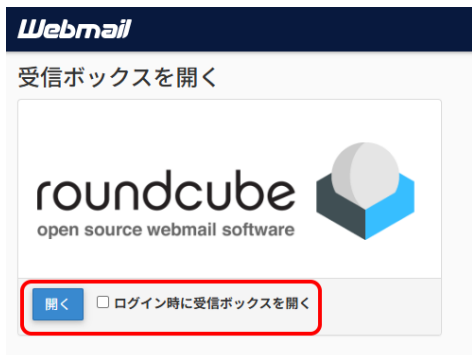 Webmail
受信ボックスを開く
roundcube
open source webmail software
開く ログイン時に受信ボックスを開く